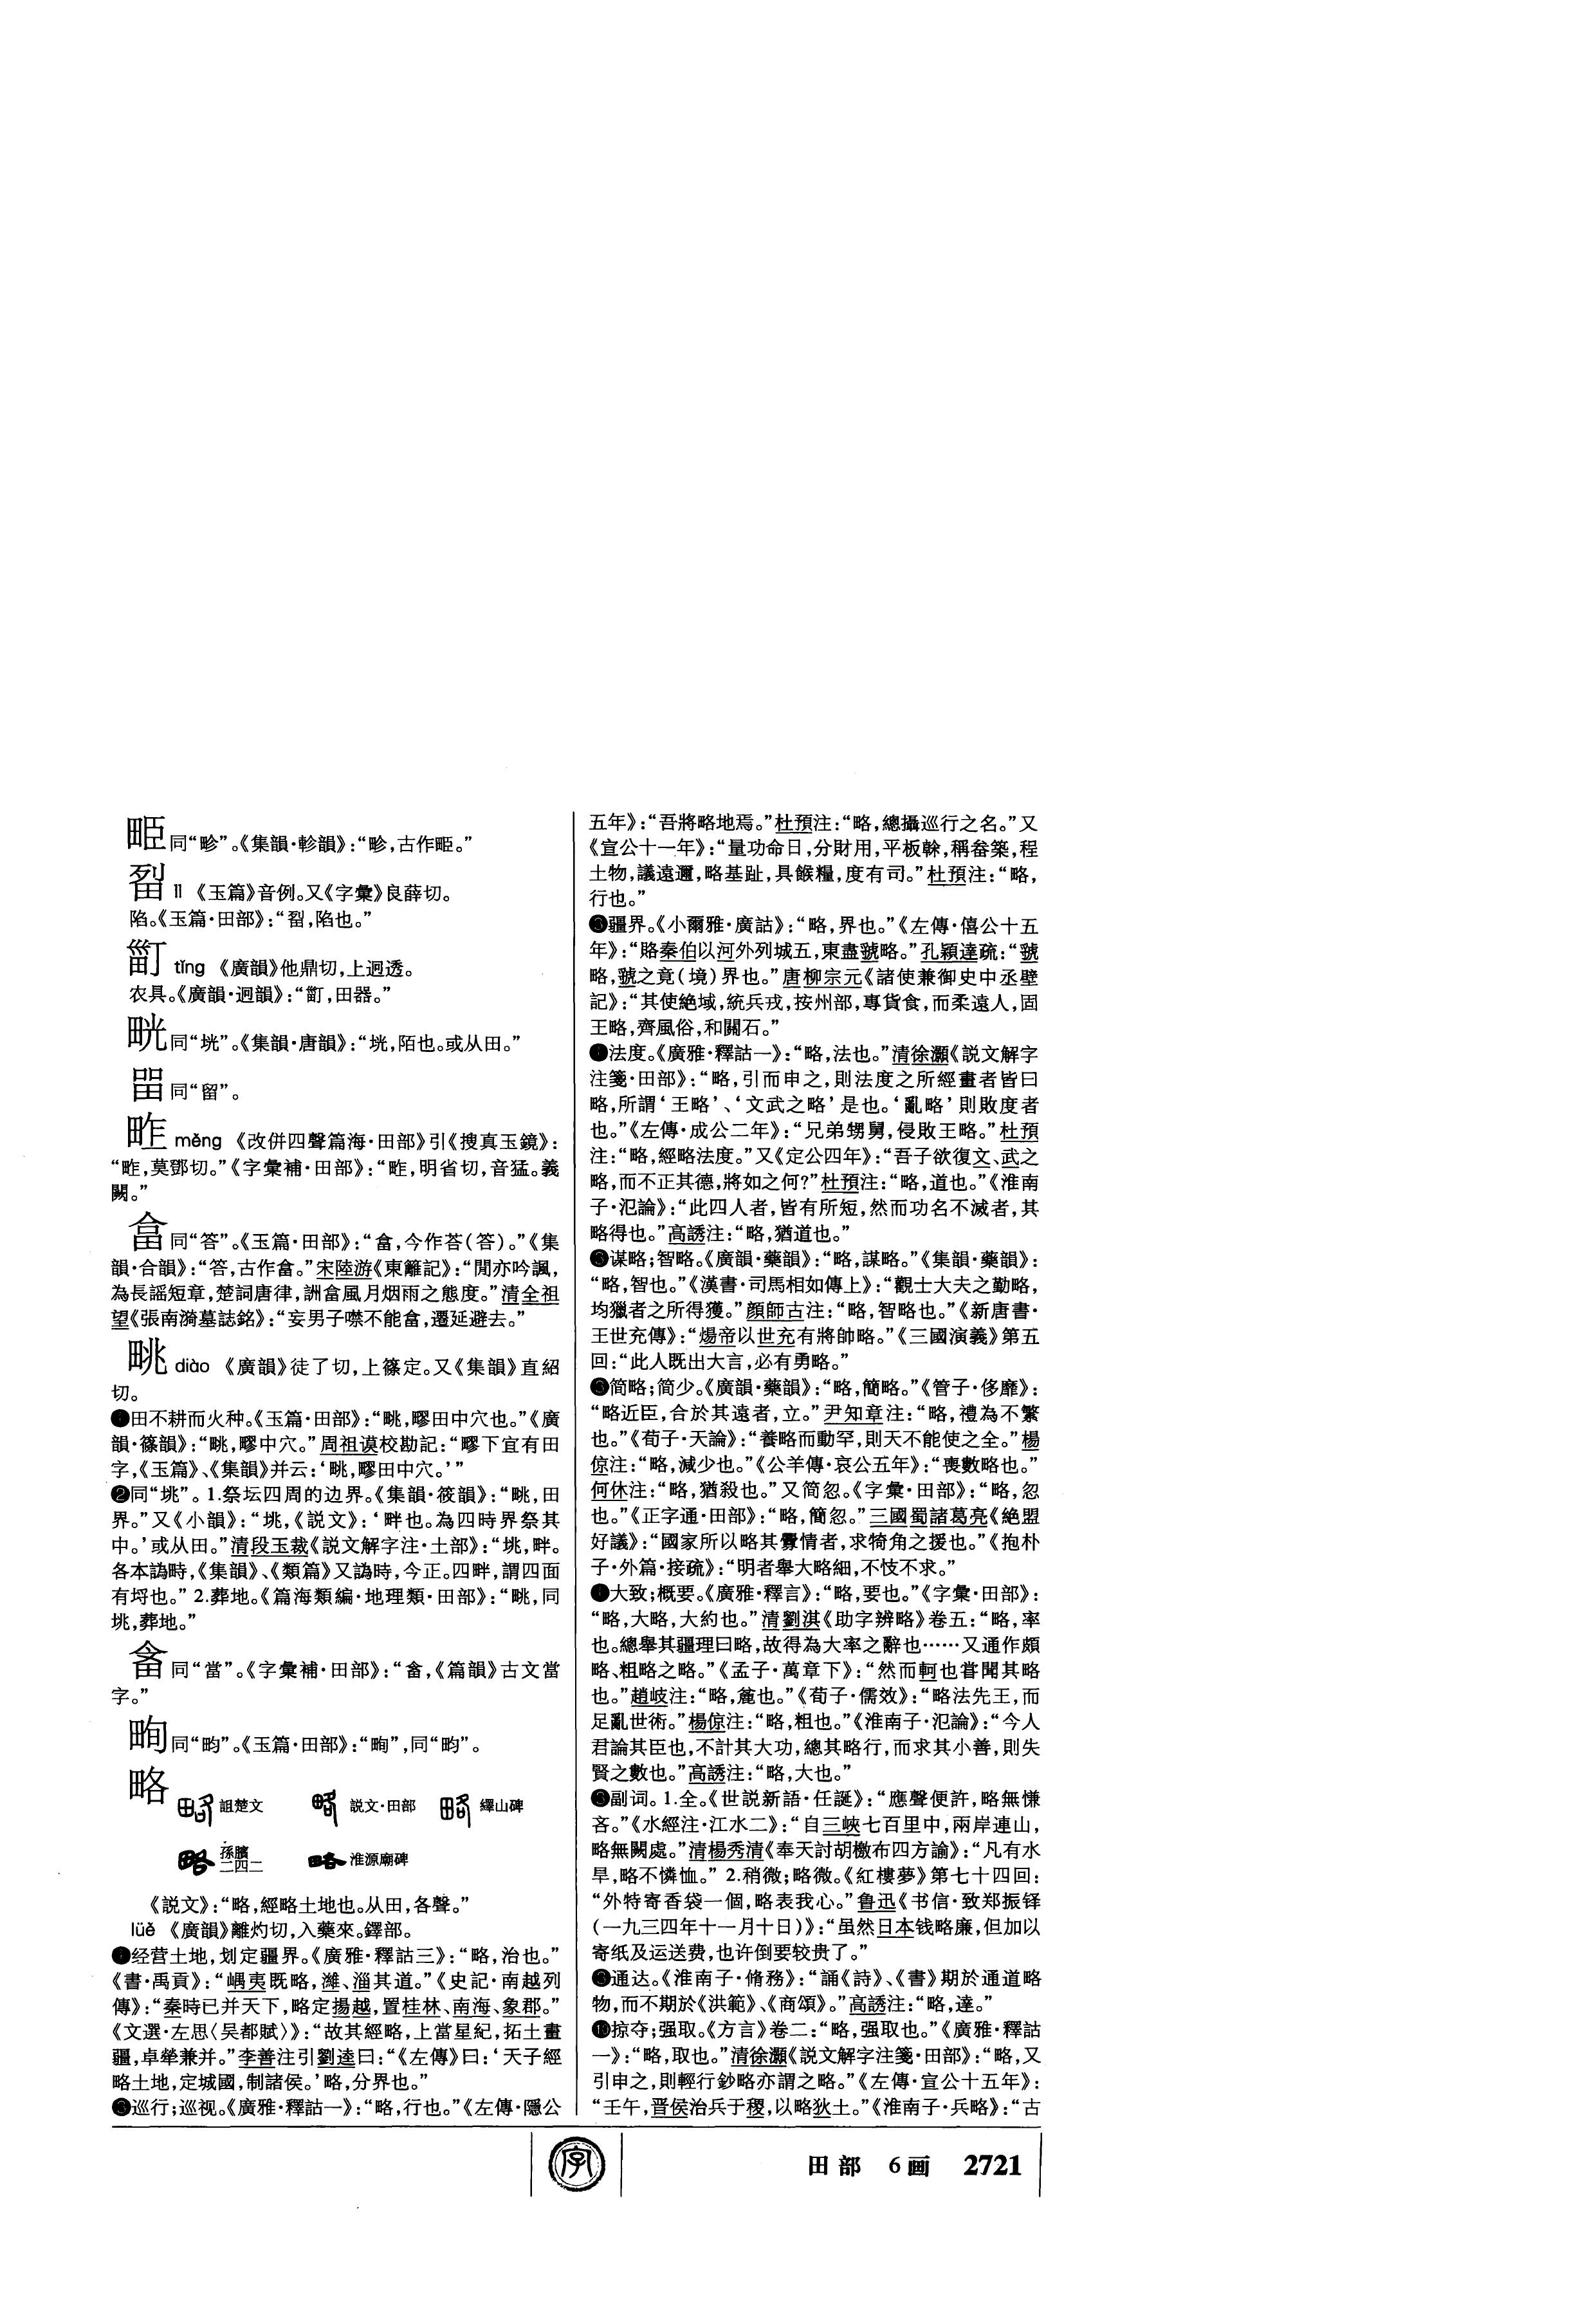 𤱽同“畛”。《集韻·軫韻》：“畛，古作𤱽。”
liè 《玉篇》音例。又《字彙》良薛切。
陷。《玉篇·田部》：“，陷也。”
tǐng 《廣韻》他鼎切，上迥透。
农具。《廣韻·迥韻》：“，田器。”
㫛同“垙”。《集韻·唐韻》：“垙，陌也。或从田。”
同“留”。
měng 《改併四聲篇海·田部》引《搜真玉鏡》：
“，莫鄧切。”《字彙補·田部》：“，明省切，音猛。義
闕。”
畣同“答”。《玉篇·田部》：“畣，今作荅（答）。”《集
韻·合韻》：“答，古作畣。”宋陸游《東籬記》：“閒亦吟諷，
為長謡短章，楚詞唐律，詶畣風月烟雨之態度。”清全祖
望《張南漪墓誌銘》：“妄男子噤不能畣，遷延避去。”
畩diào 《廣韻》徒了切，上篠定。又《集韻》直紹
切。
❶田不耕而火种。《玉篇·田部》：“，疁田中穴也。”《廣
韻·篠韻》：“，疁中穴。”周祖谟校勘記：“疁下宜有田
字，《玉篇》、《集韻》并云：‘，疁田中穴。’”
❷同“垗”。1.祭坛四周的边界。《集韻·筱韻》：“，田
界。”又《小韻》：“垗，《説文》：‘畔也。為四時界祭其
中。’或从田。”清段玉裁《説文解字注·土部》：“垗，畔。
各本譌時，《集韻》、《類篇》又譌時，今正。四畔，謂四面
有埒也。”2.葬地。《篇海類編·地理類·田部》：“，同
垗，葬地。”
同“當”。《字彙補·田部》：“，《篇韻》古文當
字。”
畇同“畇”。《玉篇·田部》：“”，同“畇”。
略 詛楚文 説文·田部 繹山碑
孫臏二四二 淮源廟碑
《説文》：“略，經略土地也。从田，各聲。”
lüè 《廣韻》離灼切，入藥來。鐸部。
❶经营土地，划定疆界。《廣雅·釋詁三》：“略，治也。”
《書·禹貢》：“嵎夷既略，濰、淄其道。”《史記·南越列
傳》：“秦時已并天下，略定揚越，置桂林、南海、象郡。”
《文選·左思〈吴都賦〉》：“故其經略，上當星紀，拓土畫
疆，卓犖兼并。”李善注引劉逵曰：“《左傳》曰：‘天子經
略土地，定城國，制諸侯。’略，分界也。”
❷巡行；巡视。《廣雅·釋詁一》：“略，行也。”《左傳·隱公
五年》：“吾將略地焉。”杜預注：“略，總攝巡行之名。”又
《宣公十一年》：“量功命日，分財用，平板榦，稱畚築，程
土物，議遠邇，略基趾，具餱糧，度有司。”杜預注：“略，
行也。”
❸疆界。《小爾雅·廣詁》：“略，界也。”《左傳·僖公十五
年》：“賂秦伯以河外列城五，東盡虢略。”孔穎達疏：“虢
略，虢之竟（境）界也。”唐柳宗元《諸使兼御史中丞壁
記》：“其使絶域，統兵戎，按州部，專貨食，而柔遠人，固
王略，齊風俗，和關石。”
❹法度。《廣雅·釋詁一》：“略，法也。”清徐灝《説文解字
注箋·田部》：“略，引而申之，則法度之所經畫者皆曰
略，所謂‘王略’、‘文武之略’是也。‘亂略’則敗度者
也。”《左傳·成公二年》：“兄弟甥舅，侵敗王略。”杜預
注：“略，經略法度。”又《定公四年》：“吾子欲復文、武之
略，而不正其德，將如之何？”杜預注：“略，道也。”《淮南
子·氾論》：“此四人者，皆有所短，然而功名不滅者，其
略得也。”高誘注：“略，猶道也。”
❺谋略；智略。《廣韻·藥韻》：“略，謀略。”《集韻·藥韻》：
“略，智也。”《漢書·司馬相如傳上》：“觀士大夫之勤略，
均獵者之所得獲。”顔師古注：“略，智略也。”《新唐書·
王世充傳》：“煬帝以世充有將帥略。”《三國演義》第五
回：“此人既出大言，必有勇略。”
❻简略；简少。《廣韻·藥韻》：“略，簡略。”《管子·侈靡》：
“略近臣，合於其遠者，立。”尹知章注：“略，禮為不繁
也。”《荀子·天論》：“養略而動罕，則天不能使之全。”楊
倞注：“略，減少也。”《公羊傳·哀公五年》：“喪數略也。”
何休注：“略，猶殺也。”又简忽。《字彙·田部》：“略，忽
也。”《正字通·田部》：“略，簡忽。”三國蜀諸葛亮《絶盟
好議》：“國家所以略其釁情者，求犄角之援也。”《抱朴
子·外篇·接疏》：“明者舉大略細，不忮不求。”
❼大致；概要。《廣雅·釋言》：“略，要也。”《字彙·田部》：
“略，大略，大約也。”清劉淇《助字辨略》卷五：“略，率
也。總舉其疆理曰略，故得為大率之辭也……又通作頗
略、粗略之略。”《孟子·萬章下》：“然而軻也嘗聞其略
也。”趙岐注：“略，麄也。”《荀子·儒效》：“略法先王，而
足亂世術。”楊倞注：“略，粗也。”《淮南子·氾論》：“今人
君論其臣也，不計其大功，總其略行，而求其小善，則失
賢之數也。”高誘注：“略，大也。”
❽副词。1.全。《世説新語·任誕》：“應聲便許，略無慊
吝。”《水經注·江水二》：“自三峽七百里中，兩岸連山，
略無闕處。”清楊秀清《奉天討胡檄布四方諭》：“凡有水
旱，略不憐恤。”2.稍微；略微。《紅樓夢》第七十四回：
“外特寄香袋一個，略表我心。”鲁迅《书信·致郑振铎
（一九三四年十一月十日）》：“虽然日本钱略廉，但加以
寄纸及运送费，也许倒要较贵了。”
❾通达。《淮南子·脩務》：“誦《詩》、《書》期於通道略
物，而不期於《洪範》、《商頌》。”高誘注：“略，達。”
❿掠夺；强取。《方言》卷二：“略，强取也。”《廣雅·釋詁
一》：“略，取也。”清徐灝《説文解字注箋·田部》：“略，又
引申之，則輕行鈔略亦謂之略。”《左傳·宣公十五年》：
“壬午，晋侯治兵于稷，以略狄土。”《淮南子·兵略》：“古
字
田部 6画 2721